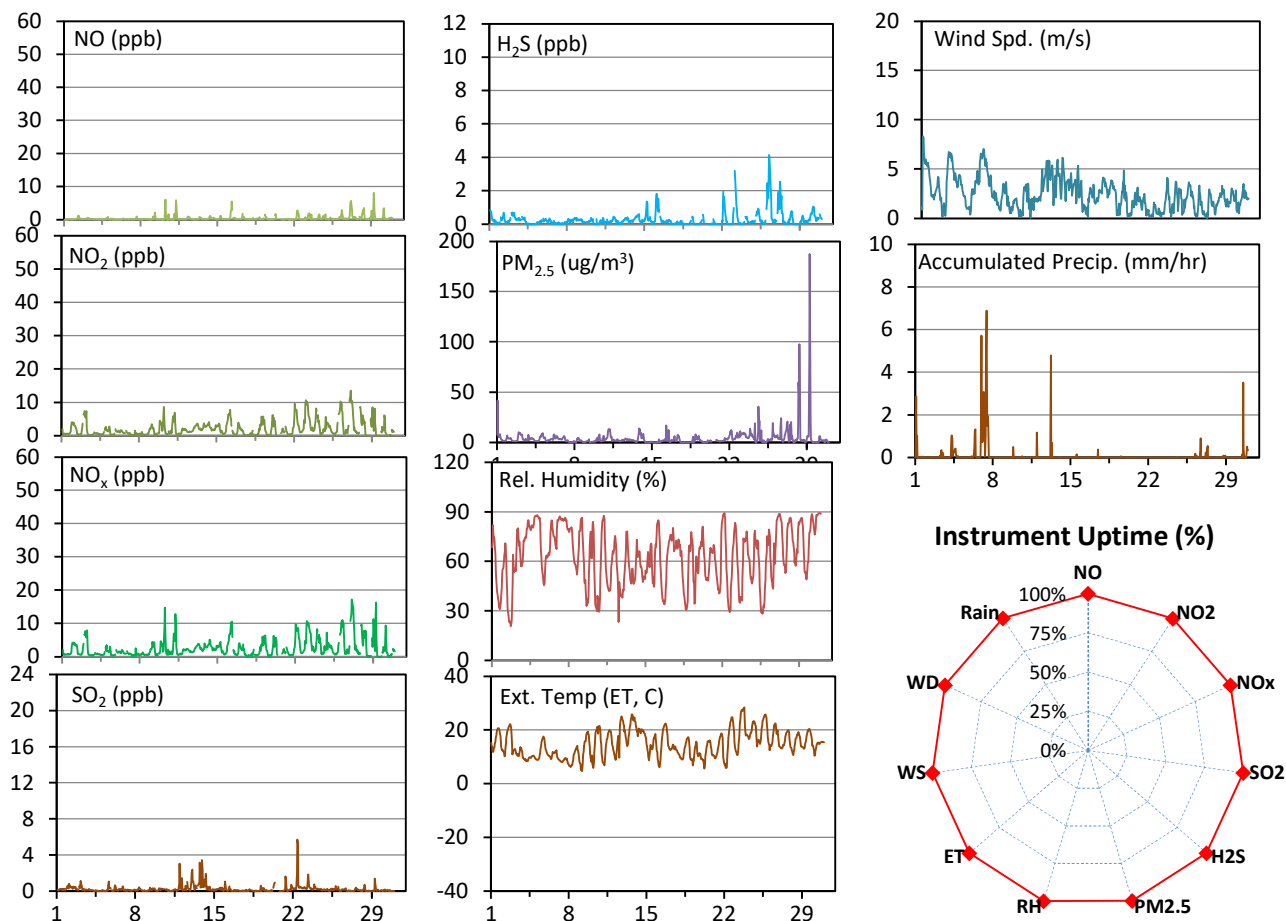 NO (ppb)
60
50
40
30
20
10
0
NO₂ (ppb)
60
50
40
30
20
10
0
NOₓ (ppb)
60
50
40
30
20
10
0
SO₂ (ppb)
24
20
16
12
8
4
0
1 8 15 22 29
H₂S (ppb)
12
10
8
6
4
2
0
PM₂.₅ (ug/m³)
200
150
100
50
0
1 8 15 22 29
Rel. Humidity (%)
120
90
60
30
0
Ext. Temp (ET, C)
40
20
0
-20
-40
1 8 15 22 29
Wind Spd. (m/s)
20
15
10
5
0
Accumulated Precip. (mm/hr)
10
8
6
4
2
0
1 8 15 22 29
Instrument Uptime (%)
NO
NO2
NOx
SO2
H2S
PM2.5
RH
ET
WS
WD
Rain
100%
75%
50%
25%
0%